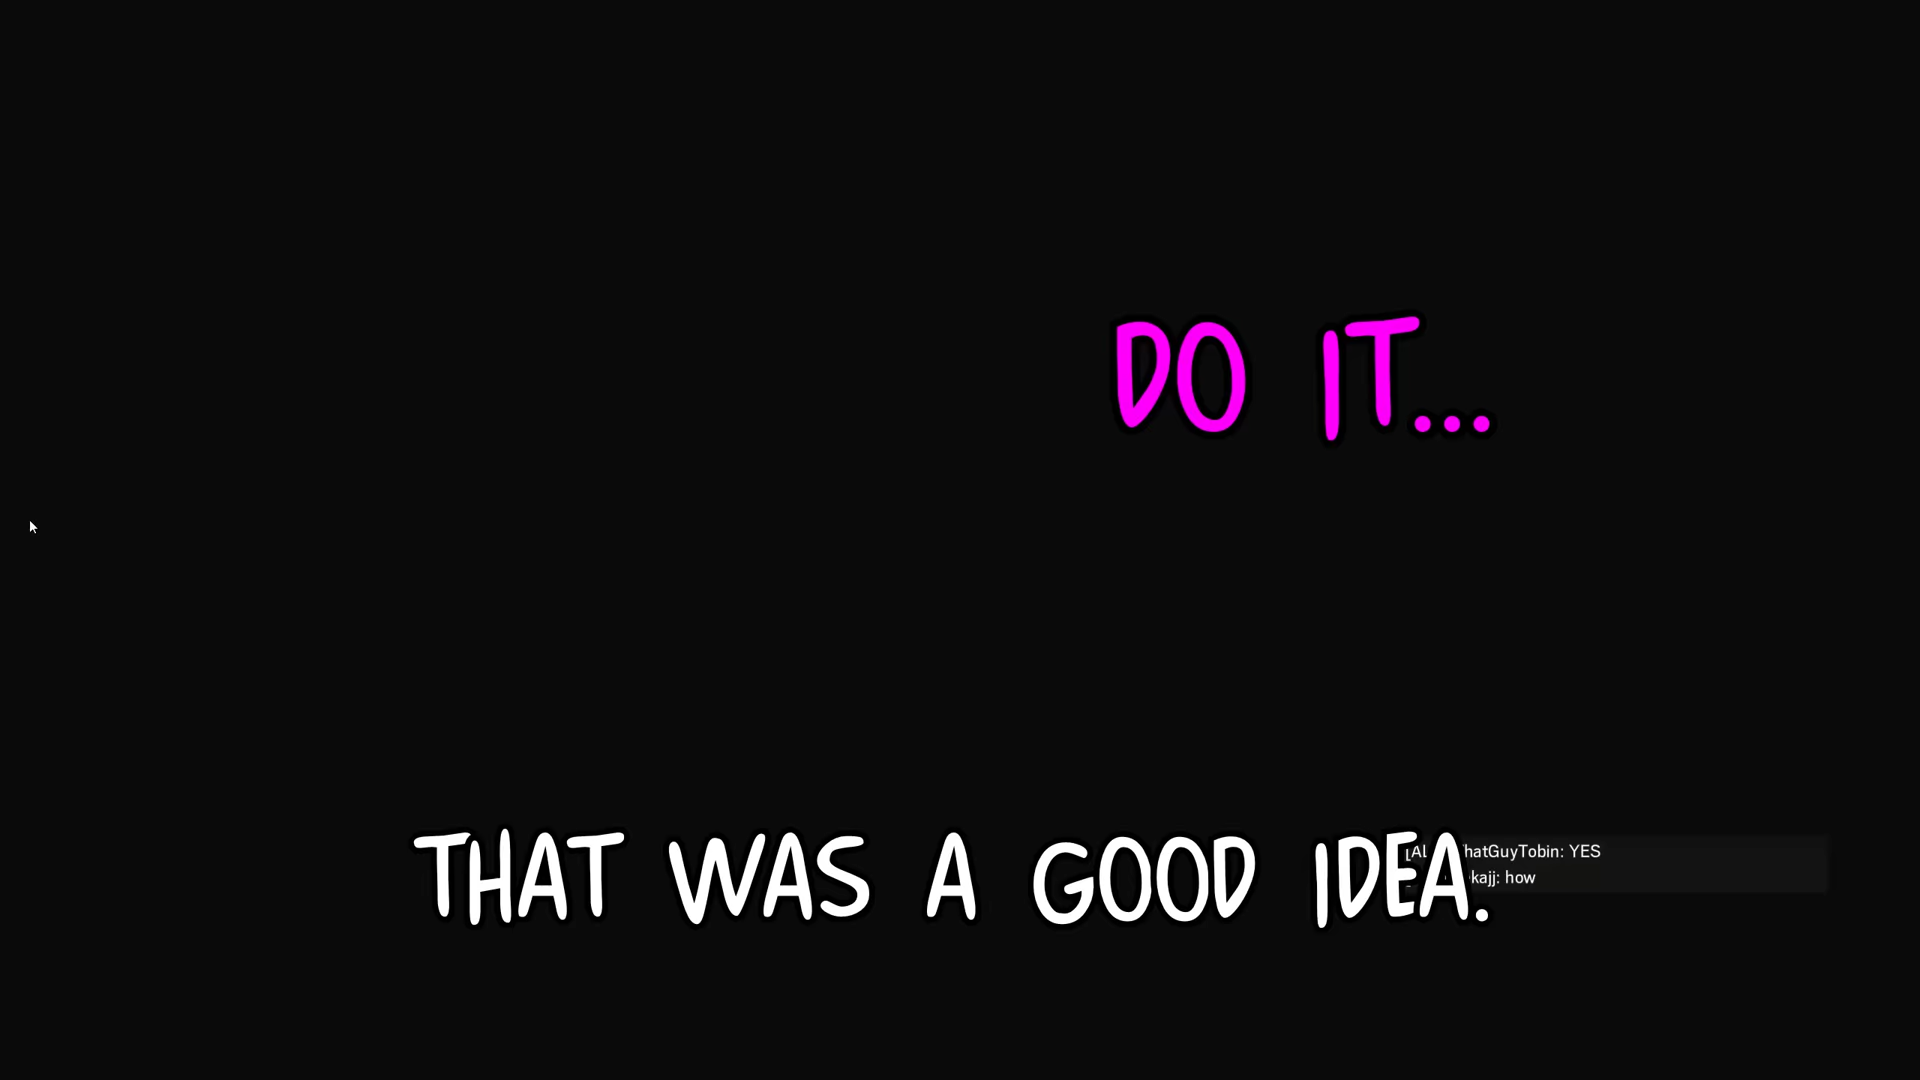 DO IT...
THAT WAS A GOOD IDEA.
hatGuyTobin: YES
kajj: how